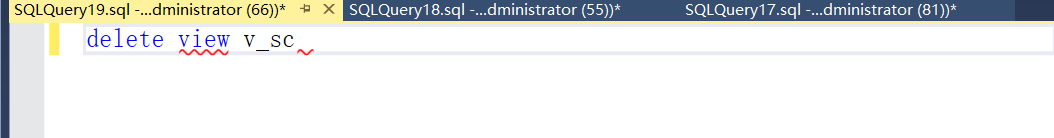 SQLQuery19.sql -...dministrator (66))* SQLQuery18.sql -...dministrator (55))* SQLQuery17.sql -...dministrator (81))*
delete view v_sc